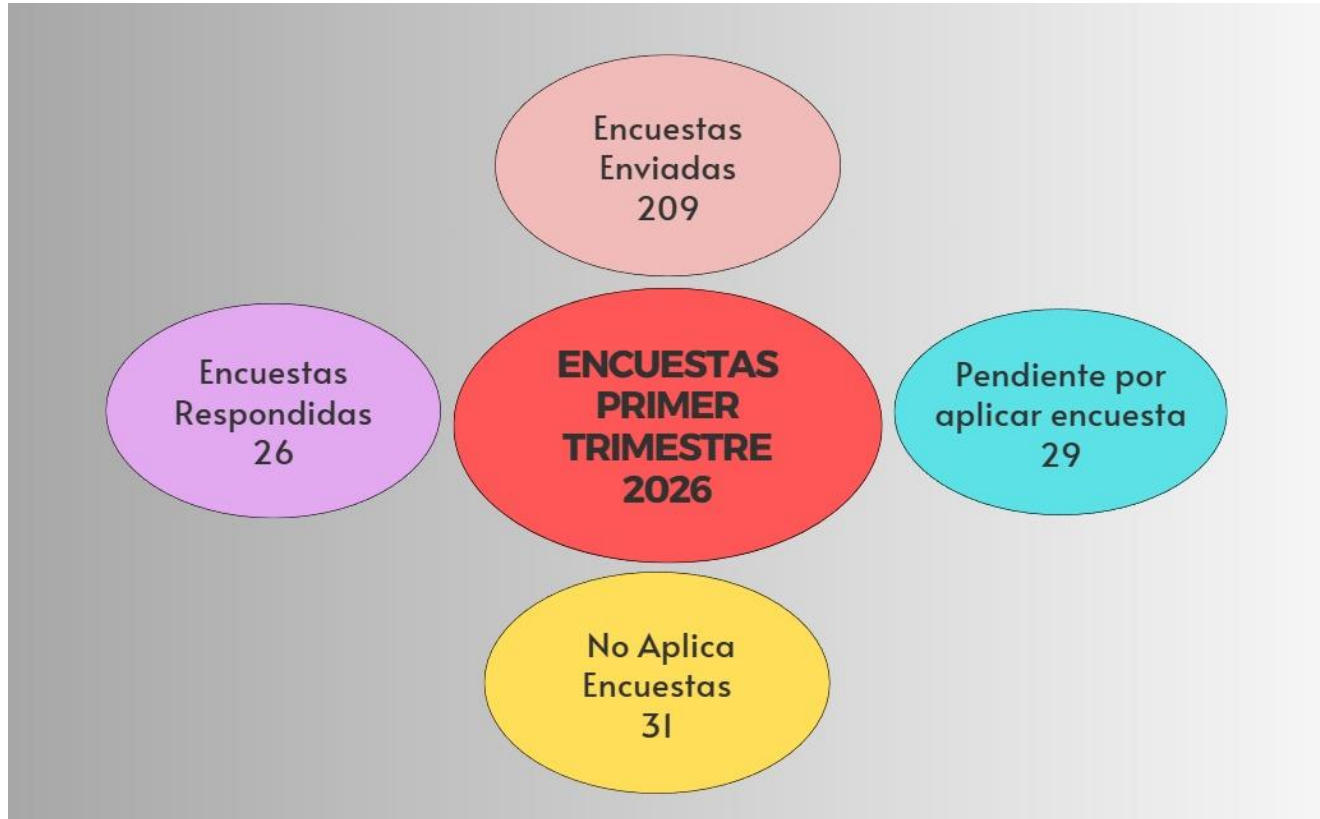 Encuestas
Enviadas
209
Encuestas
Respondidas
26
ENCUESTAS
PRIMER
TRIMESTRE
2026
Pendiente por
aplicar encuesta
29
No Aplica
Encuestas
31